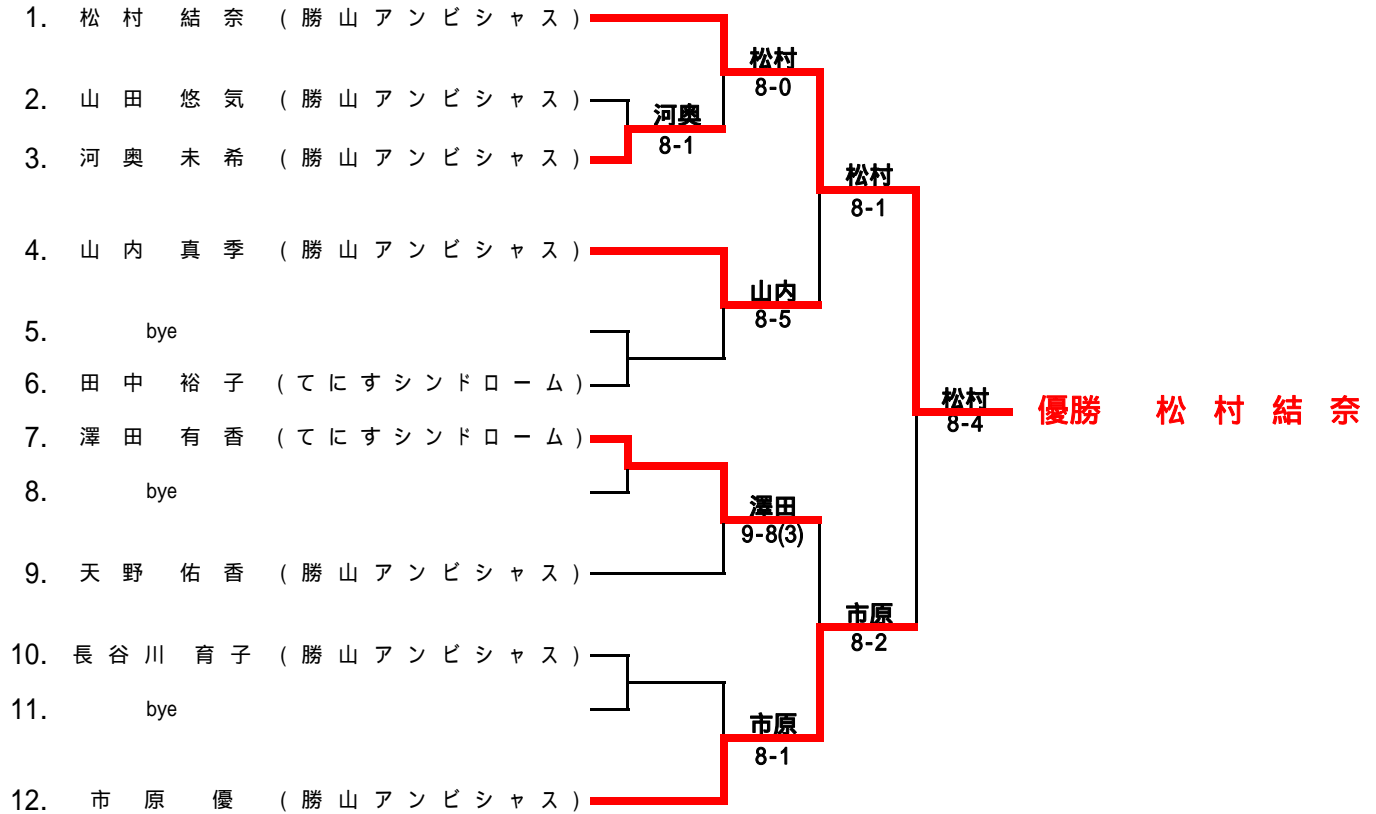 1. 松村 結奈 (勝山アンビシャス)
松村
8-0
2. 山田 悠気 (勝山アンビシャス)
河奥
8-1
3. 河奥 未希 (勝山アンビシャス)
松村
8-1
4. 山内 真季 (勝山アンビシャス)
山内
8-5
5. bye
6. 田中 裕子 (てにすシンドローム)
松村
8-4
優勝 松村結奈
7. 澤田 有香 (てにすシンドローム)
8. bye
澤田
9-8(3)
9. 天野 佑香 (勝山アンビシャス)
市原
8-2
10. 長谷川 育子 (勝山アンビシャス)
11. bye
市原
8-1
12. 市原 優 (勝山アンビシャス)